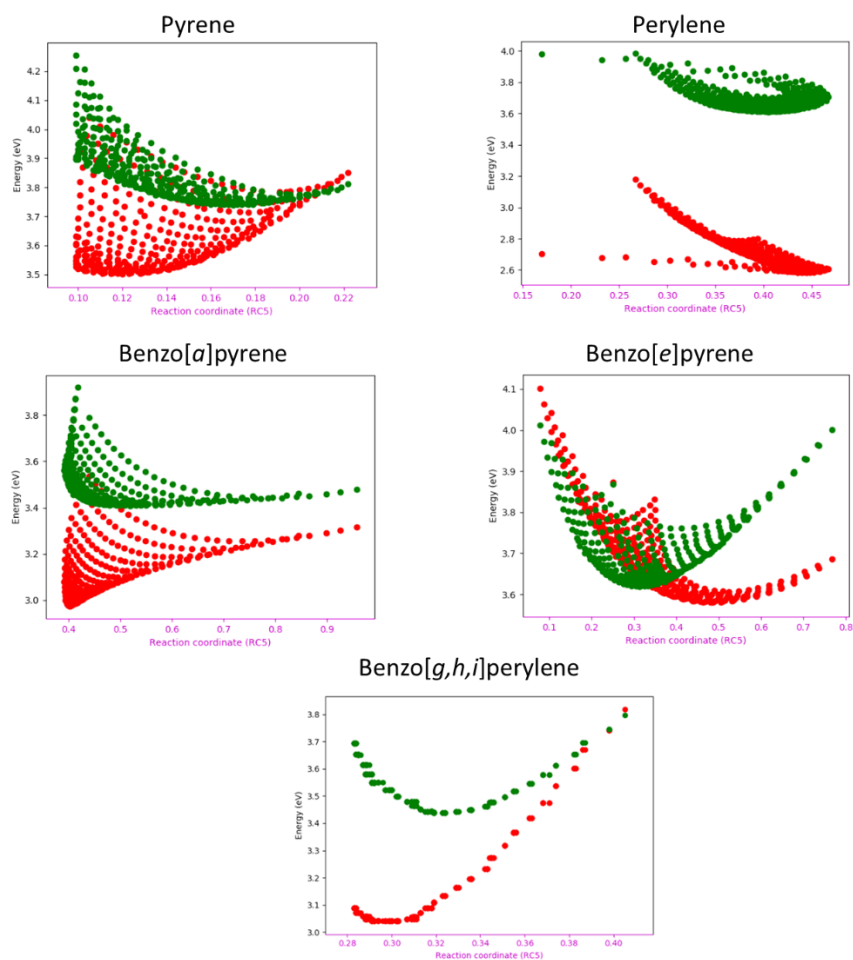 Pyrene
Perylene
Energy (eV)
4.2
4.1
4.0
3.9
3.8
3.7
3.6
3.5
0.10 0.12 0.14 0.16 0.18 0.20 0.22
Reaction coordinate (RC5)
Energy (eV)
4.0
3.8
3.6
3.4
3.2
3.0
2.8
2.6
0.15 0.20 0.25 0.30 0.35 0.40 0.45
Reaction coordinate (RC5)
Benzo[a]pyrene
Benzo[e]pyrene
Energy (eV)
3.8
3.6
3.4
3.2
3.0
0.4 0.5 0.6 0.7 0.8 0.9
Reaction coordinate (RC5)
Energy (eV)
4.1
4.0
3.9
3.8
3.7
3.6
0.1 0.2 0.3 0.4 0.5 0.6 0.7 0.8
Reaction coordinate (RC5)
Benzo[g,h,i]perylene
Energy (eV)
3.8
3.7
3.6
3.5
3.4
3.3
3.2
3.1
3.0
0.28 0.30 0.32 0.34 0.36 0.38 0.40
Reaction coordinate (RC5)